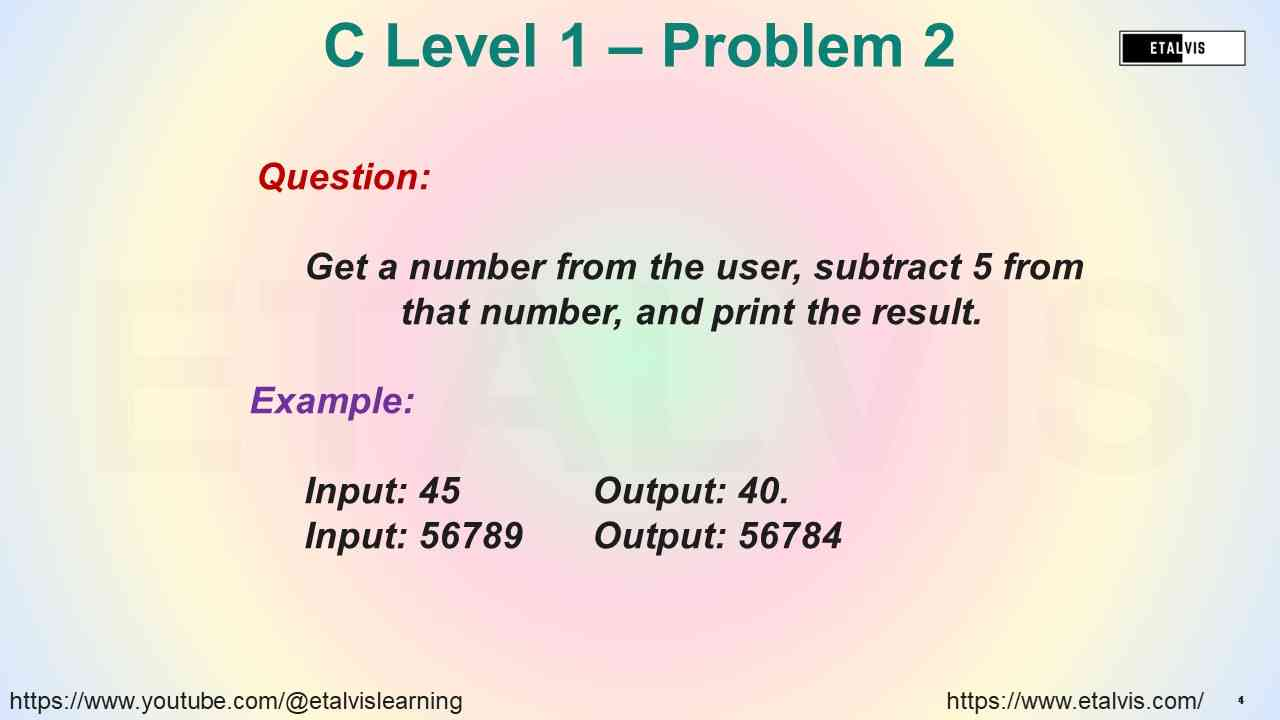 C Level 1 – Problem 2
ETALVIS
Question:
Get a number from the user, subtract 5 from
that number, and print the result.
ETALVIS
Example:
Input: 45 Output: 40.
Input: 56789 Output: 56784
https://www.youtube.com/@etalvislearning
https://www.etalvis.com/
4